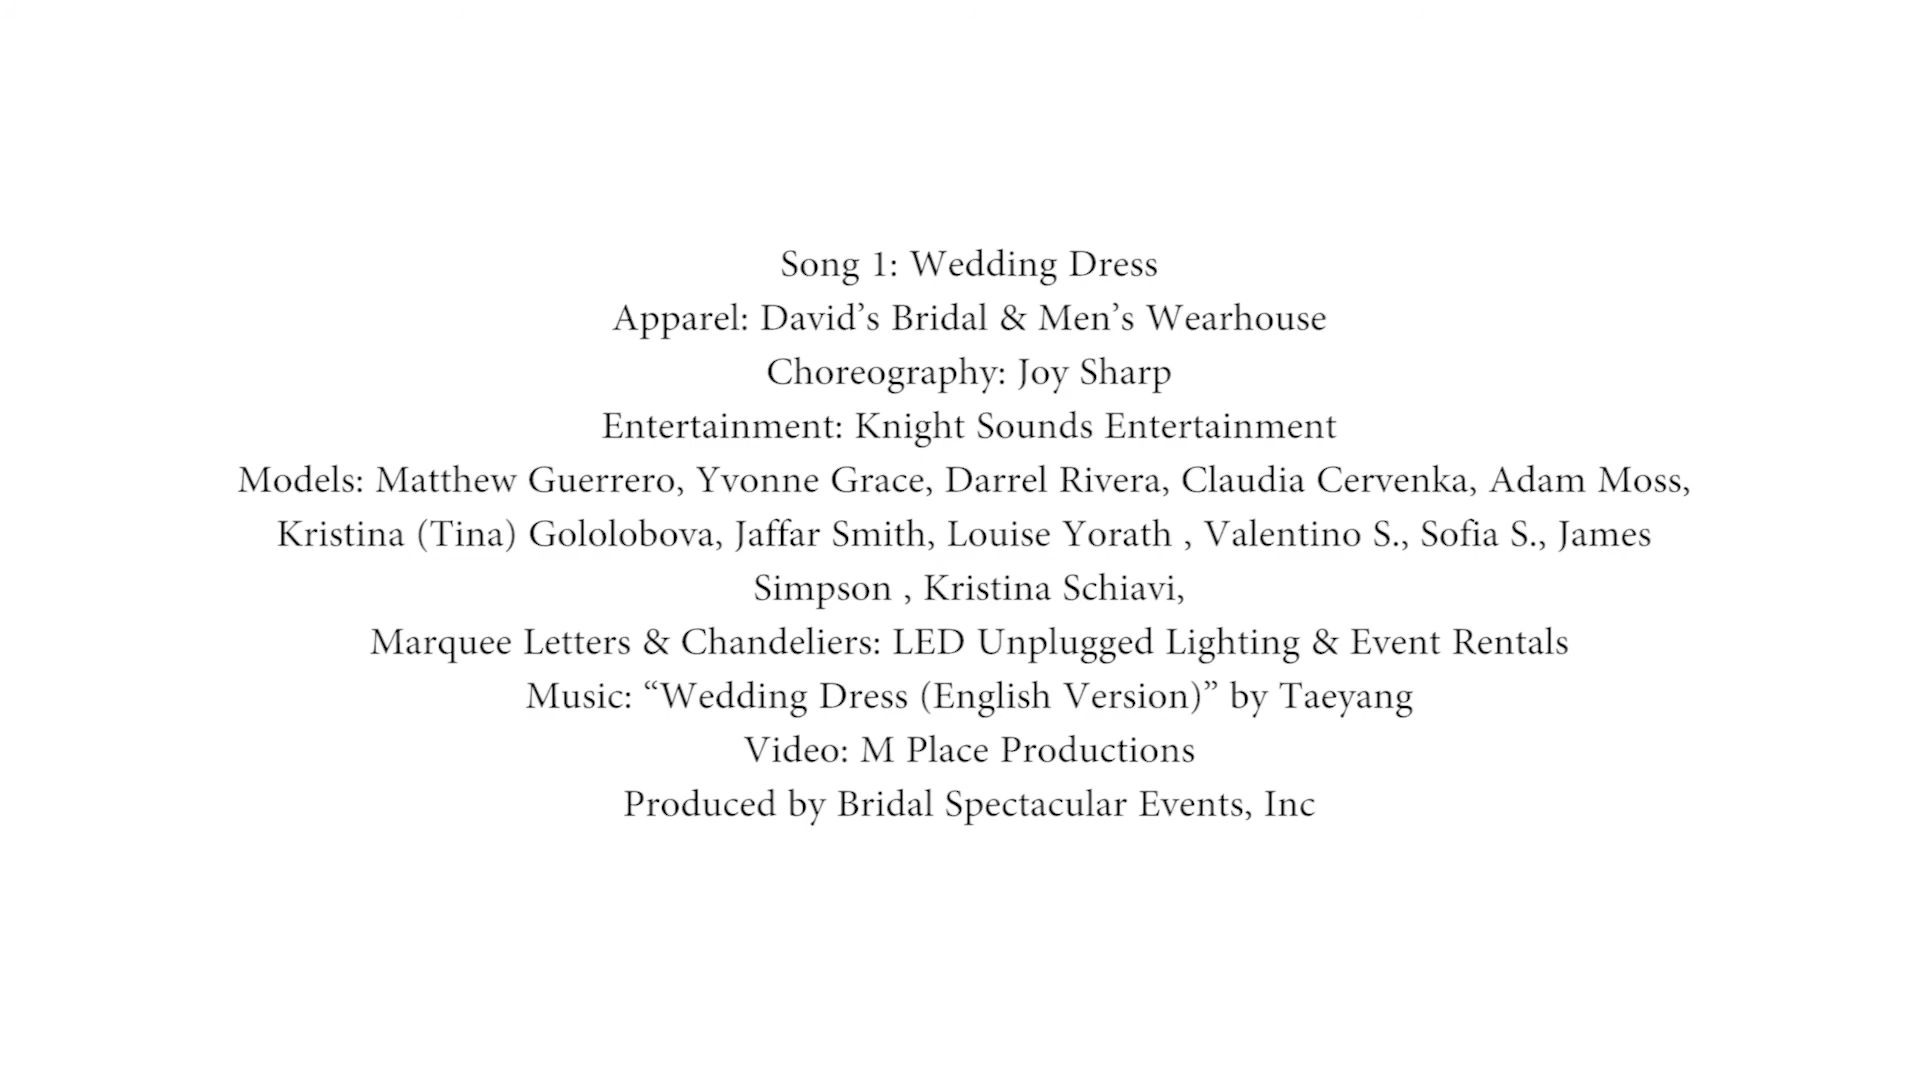 Song 1: Wedding Dress
Apparel: David’s Bridal & Men’s Wearhouse
Choreography: Joy Sharp
Entertainment: Knight Sounds Entertainment
Models: Matthew Guerrero, Yvonne Grace, Darrel Rivera, Claudia Cervenka, Adam Moss,
Kristina (Tina) Gololobova, Jaffar Smith, Louise Yorath , Valentino S., Sofia S., James
Simpson , Kristina Schiavi,
Marquee Letters & Chandeliers: LED Unplugged Lighting & Event Rentals
Music: “Wedding Dress (English Version)” by Taeyang
Video: M Place Productions
Produced by Bridal Spectacular Events, Inc